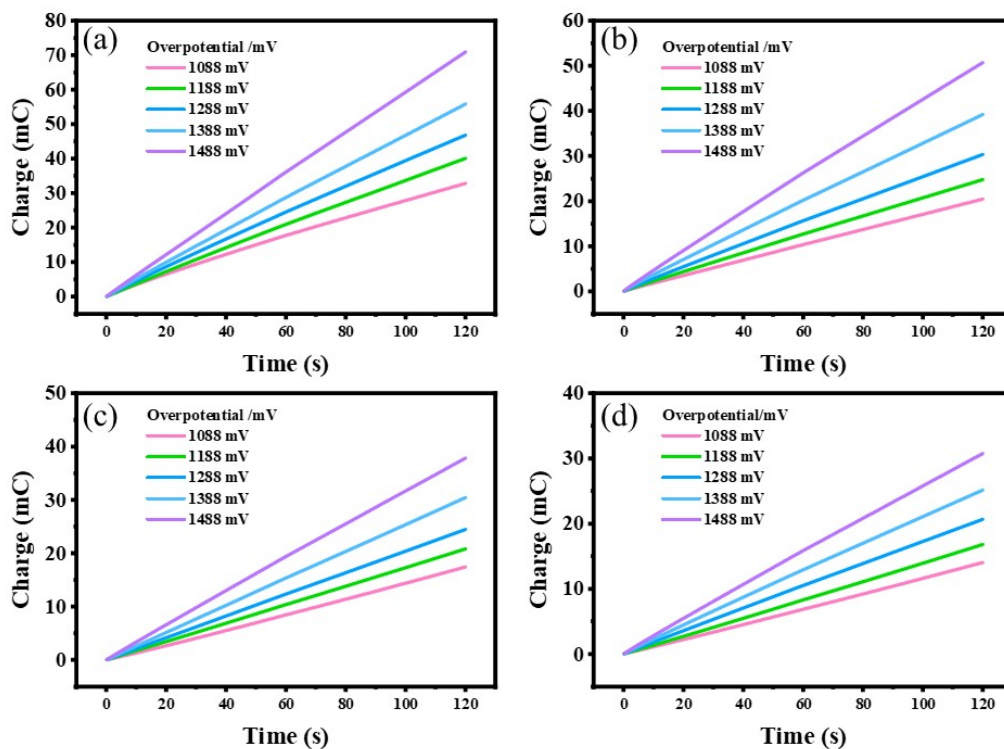 (a)
Overpotential /mV
1088 mV
1188 mV
1288 mV
1388 mV
1488 mV
Charge (mC)
80
70
60
50
40
30
20
10
0
0 20 40 60 80 100 120
Time (s)
(b)
Overpotential /mV
1088 mV
1188 mV
1288 mV
1388 mV
1488 mV
Charge (mC)
60
50
40
30
20
10
0
0 20 40 60 80 100 120
Time (s)
(c)
Overpotential /mV
1088 mV
1188 mV
1288 mV
1388 mV
1488 mV
Charge (mC)
50
40
30
20
10
0
0 20 40 60 80 100 120
Time (s)
(d)
Overpotential/mV
1088 mV
1188 mV
1288 mV
1388 mV
1488 mV
Charge (mC)
40
30
20
10
0
0 20 40 60 80 100 120
Time (s)